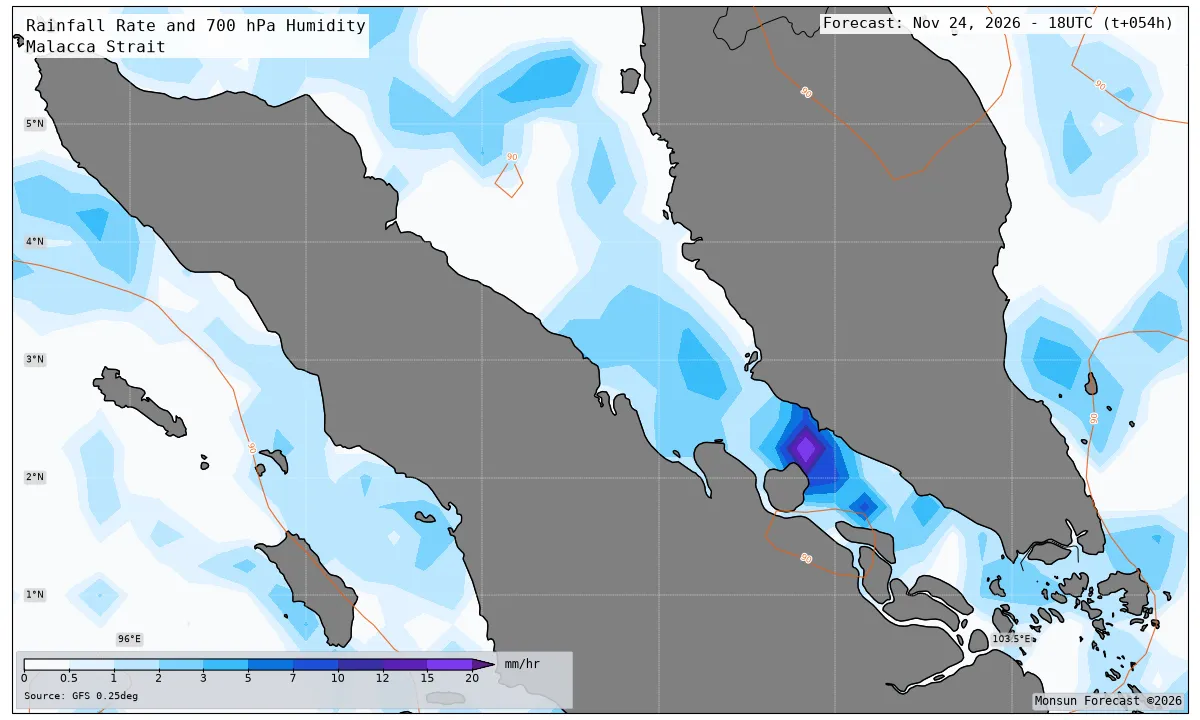 Rainfall Rate and 700 hPa Humidity
Malacca Strait
Forecast: Nov 24, 2026 - 18UTC (t+054h)
90
90
90
90
90
90
5°N
4°N
3°N
2°N
1°N
96°E
103.5°E
mm/hr
0 0.5 1 2 3 5 7 10 12 15 20
Source: GFS 0.25deg
Monsun Forecast ©2026